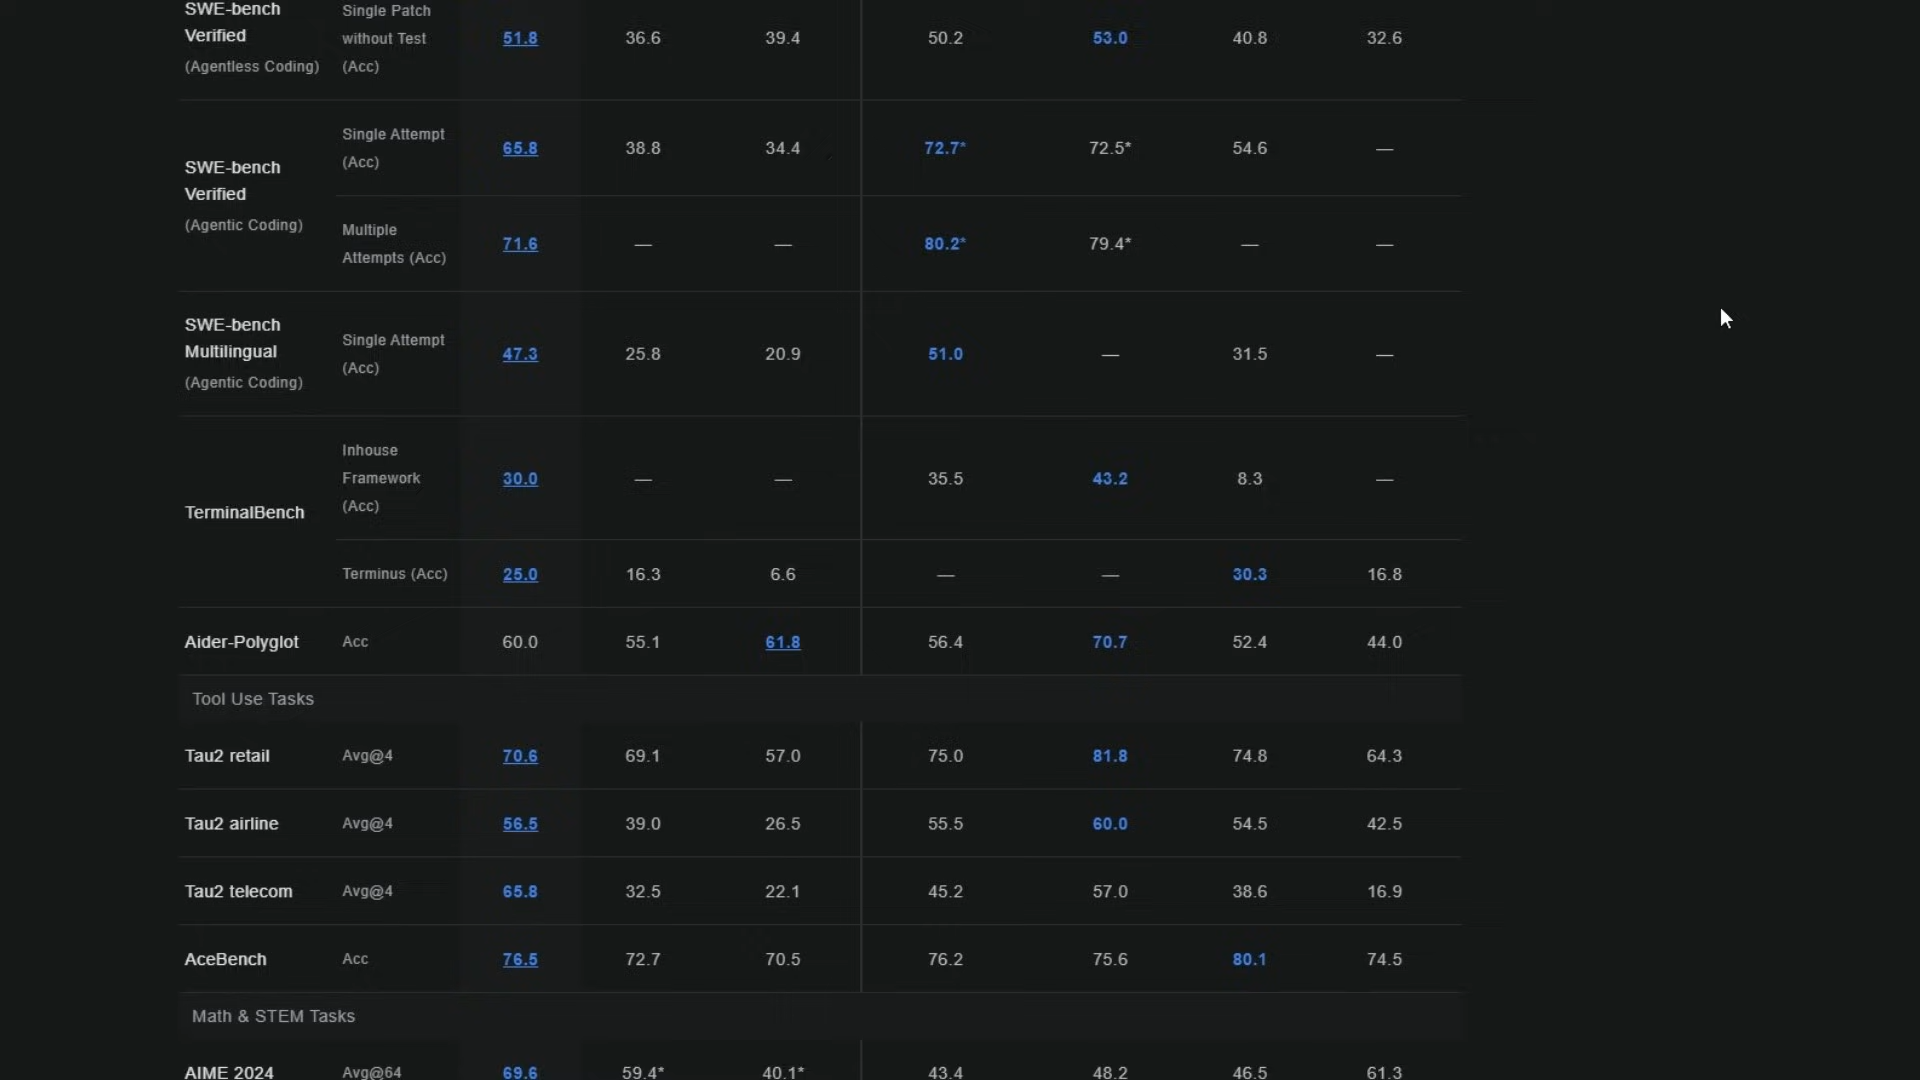 SWE-bench
Verified
(Agentless Coding)
Single Patch
without Test
(Acc)
51.8 36.6 39.4 50.2 53.0 40.8 32.6
SWE-bench
Verified
(Agentic Coding)
Single Attempt
(Acc)
65.8 38.8 34.4 72.7* 72.5* 54.6 —
Multiple
Attempts (Acc)
71.6 — — 80.2* 79.4* — —
SWE-bench
Multilingual
(Agentic Coding)
Single Attempt
(Acc)
47.3 25.8 20.9 51.0 — 31.5 —
TerminalBench
Inhouse
Framework
(Acc)
30.0 — — 35.5 43.2 8.3 —
Terminus (Acc) 25.0 16.3 6.6 — — 30.3 16.8
Aider-Polyglot Acc 60.0 55.1 61.8 56.4 70.7 52.4 44.0
Tool Use Tasks
Tau2 retail Avg@4 70.6 69.1 57.0 75.0 81.8 74.8 64.3
Tau2 airline Avg@4 56.5 39.0 26.5 55.5 60.0 54.5 42.5
Tau2 telecom Avg@4 65.8 32.5 22.1 45.2 57.0 38.6 16.9
AceBench Acc 76.5 72.7 70.5 76.2 75.6 80.1 74.5
Math & STEM Tasks
AIME 2024 Avg@64 69.6 59.4* 40.1* 43.4 48.2 46.5 61.3